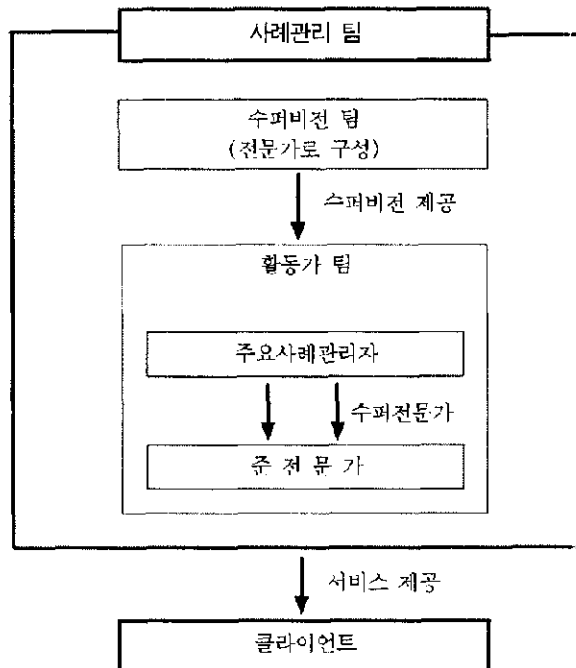 사례관리 팀
수퍼비전 팀
(전문가로 구성)
슈퍼비전 제공
활동가 팀
주요사례관리자
수퍼전문가
준 전 문 가
서비스 제공
클라이언트